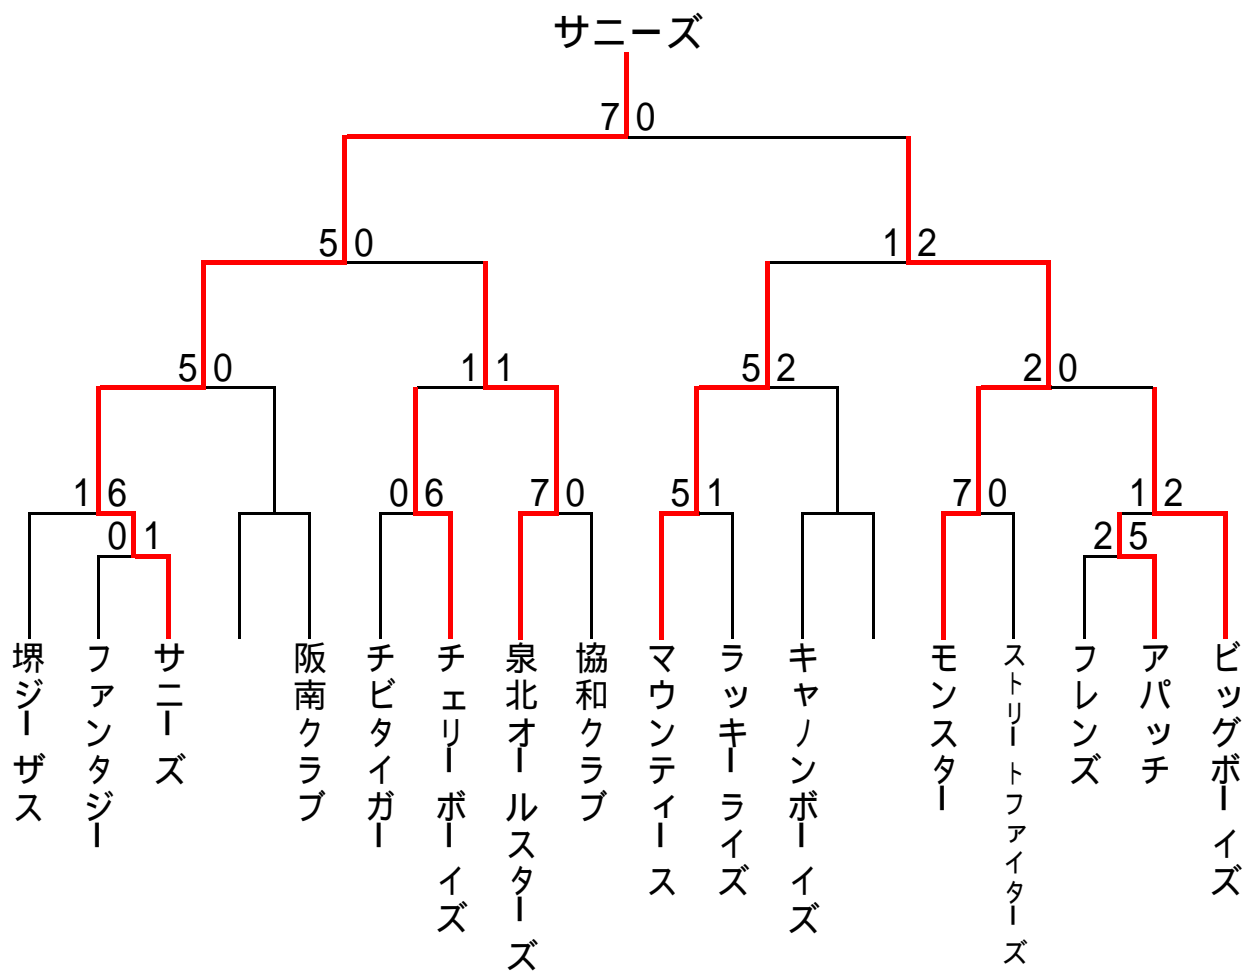 サニーズ
7 0
5 0
1 2
5 0
1 1
5 2
2 0
1 6
0 6
7 0
5 1
7 0
1 2
0 1
2 5
堺ジーザス
ファンタジー
サニーズ
阪南クラブ
チビタイガー
チェリーボーイズ
泉北オールスターズ
協和クラブ
マウンティース
ラッキーライズ
キャノンボーイズ
モンスター
ストリートファイターズ
フレンズ
アパッチ
ビッグボーイズ